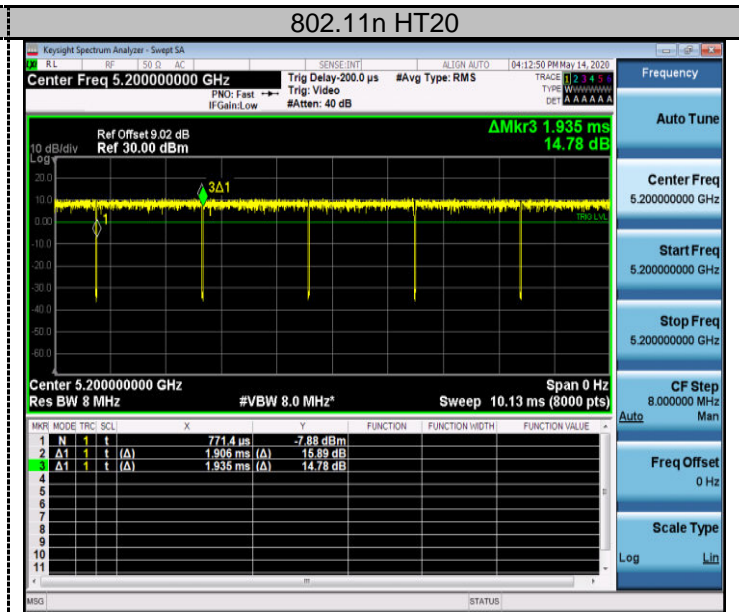 802.11n HT20
Keysight Spectrum Analyzer - Swept SA
RL RF 50 Ω AC SENSE:INT ALIGN AUTO 04:12:50 PM May 14, 2020
Center Freq 5.200000000 GHz
PNO: Fast
IFGain:Low
Trig Delay-200.0 µs
Trig: Video
#Atten: 40 dB
#Avg Type: RMS
TRACE 1 2 3 4 5 6
TYPE WWWWWW
DET A A A A A A
ΔMkr3 1.935 ms
14.78 dB
Ref Offset 9.02 dB
10 dB/div Ref 30.00 dBm
Log
20.0
10.0
0.00
-10.0
-20.0
-30.0
-40.0
-50.0
-60.0
3Δ1
1
TRIG LVL
Center 5.200000000 GHz Span 0 Hz
Res BW 8 MHz #VBW 8.0 MHz* Sweep 10.13 ms (8000 pts)
MKR MODE TRC SCL X Y FUNCTION FUNCTION WIDTH FUNCTION VALUE
1 N 1 t 771.4 µs -7.88 dBm
2 Δ1 1 t (Δ) 1.906 ms (Δ) 15.89 dB
3 Δ1 1 t (Δ) 1.935 ms (Δ) 14.78 dB
4
5
6
7
8
9
10
11
MSG STATUS
Frequency
Auto Tune
Center Freq
5.200000000 GHz
Start Freq
5.200000000 GHz
Stop Freq
5.200000000 GHz
CF Step
8.000000 MHz
Auto Man
Freq Offset
0 Hz
Scale Type
Log Lin